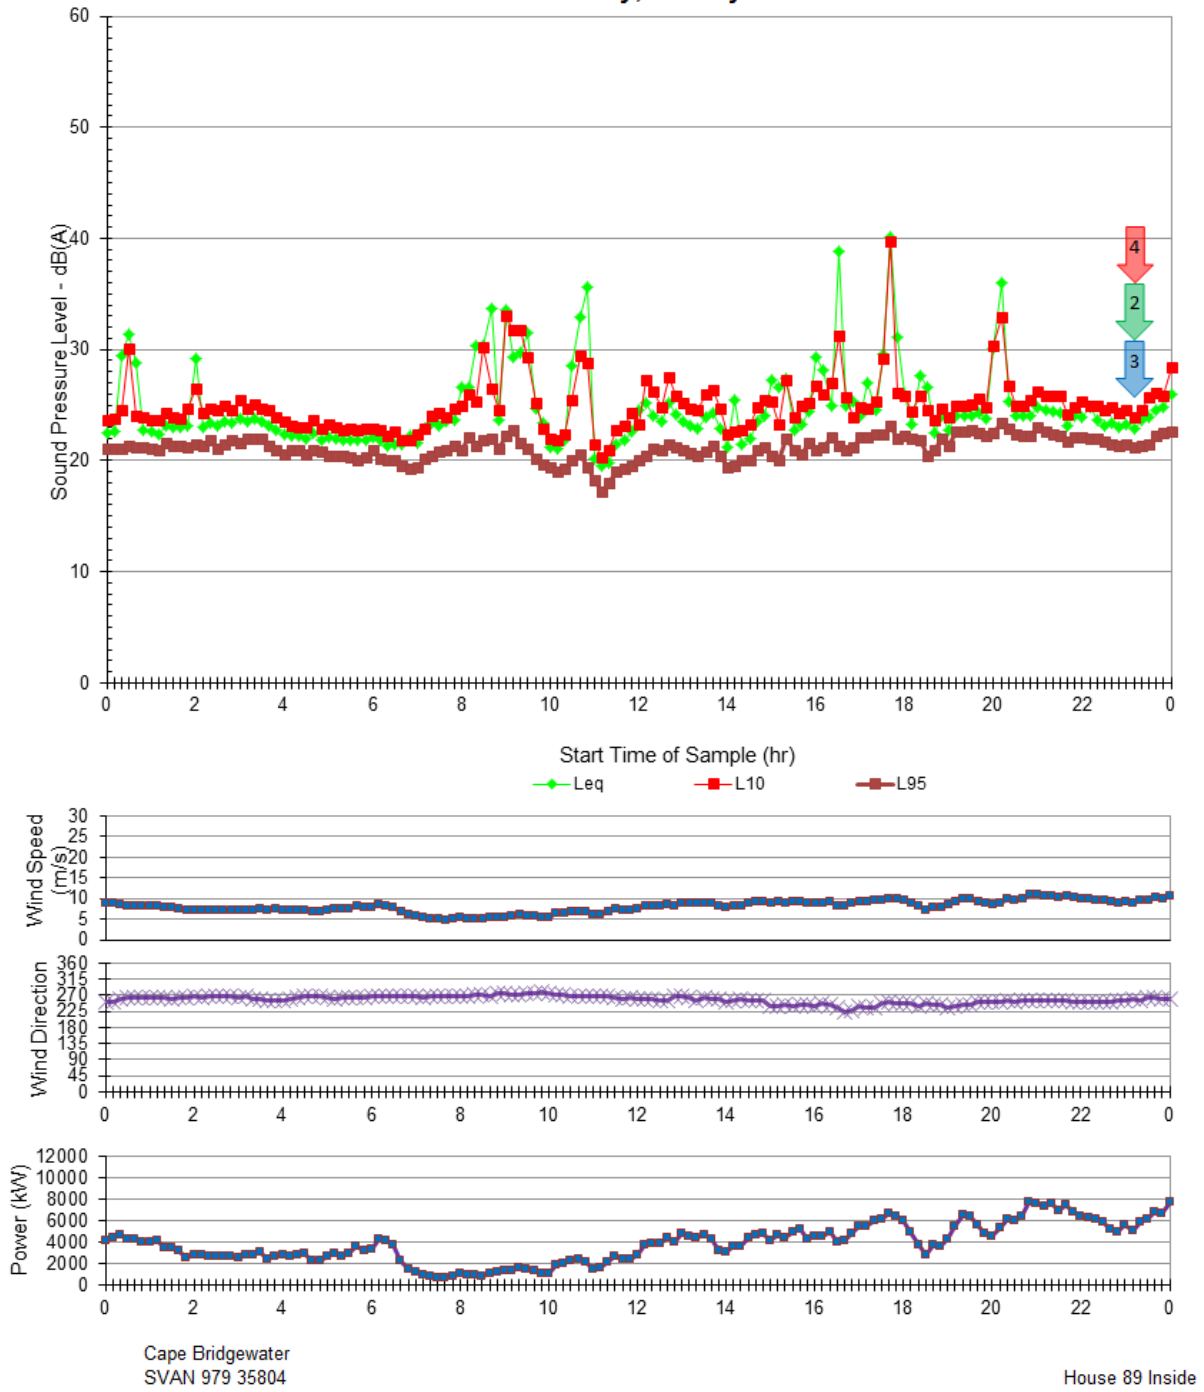 60
50
40
30
20
10
0
Sound Pressure Level - dB(A)
4
2
3
0 2 4 6 8 10 12 14 16 18 20 22 0
Start Time of Sample (hr)
Leq L10 L95
30
25
20
15
10
5
0
Wind Speed
(m/s)
360
315
270
225
180
135
90
45
0
Wind Direction
0 2 4 6 8 10 12 14 16 18 20 22 0
12000
10000
8000
6000
4000
2000
0
Power (kW)
0 2 4 6 8 10 12 14 16 18 20 22 0
Cape Bridgewater
SVAN 979 35804
House 89 Inside